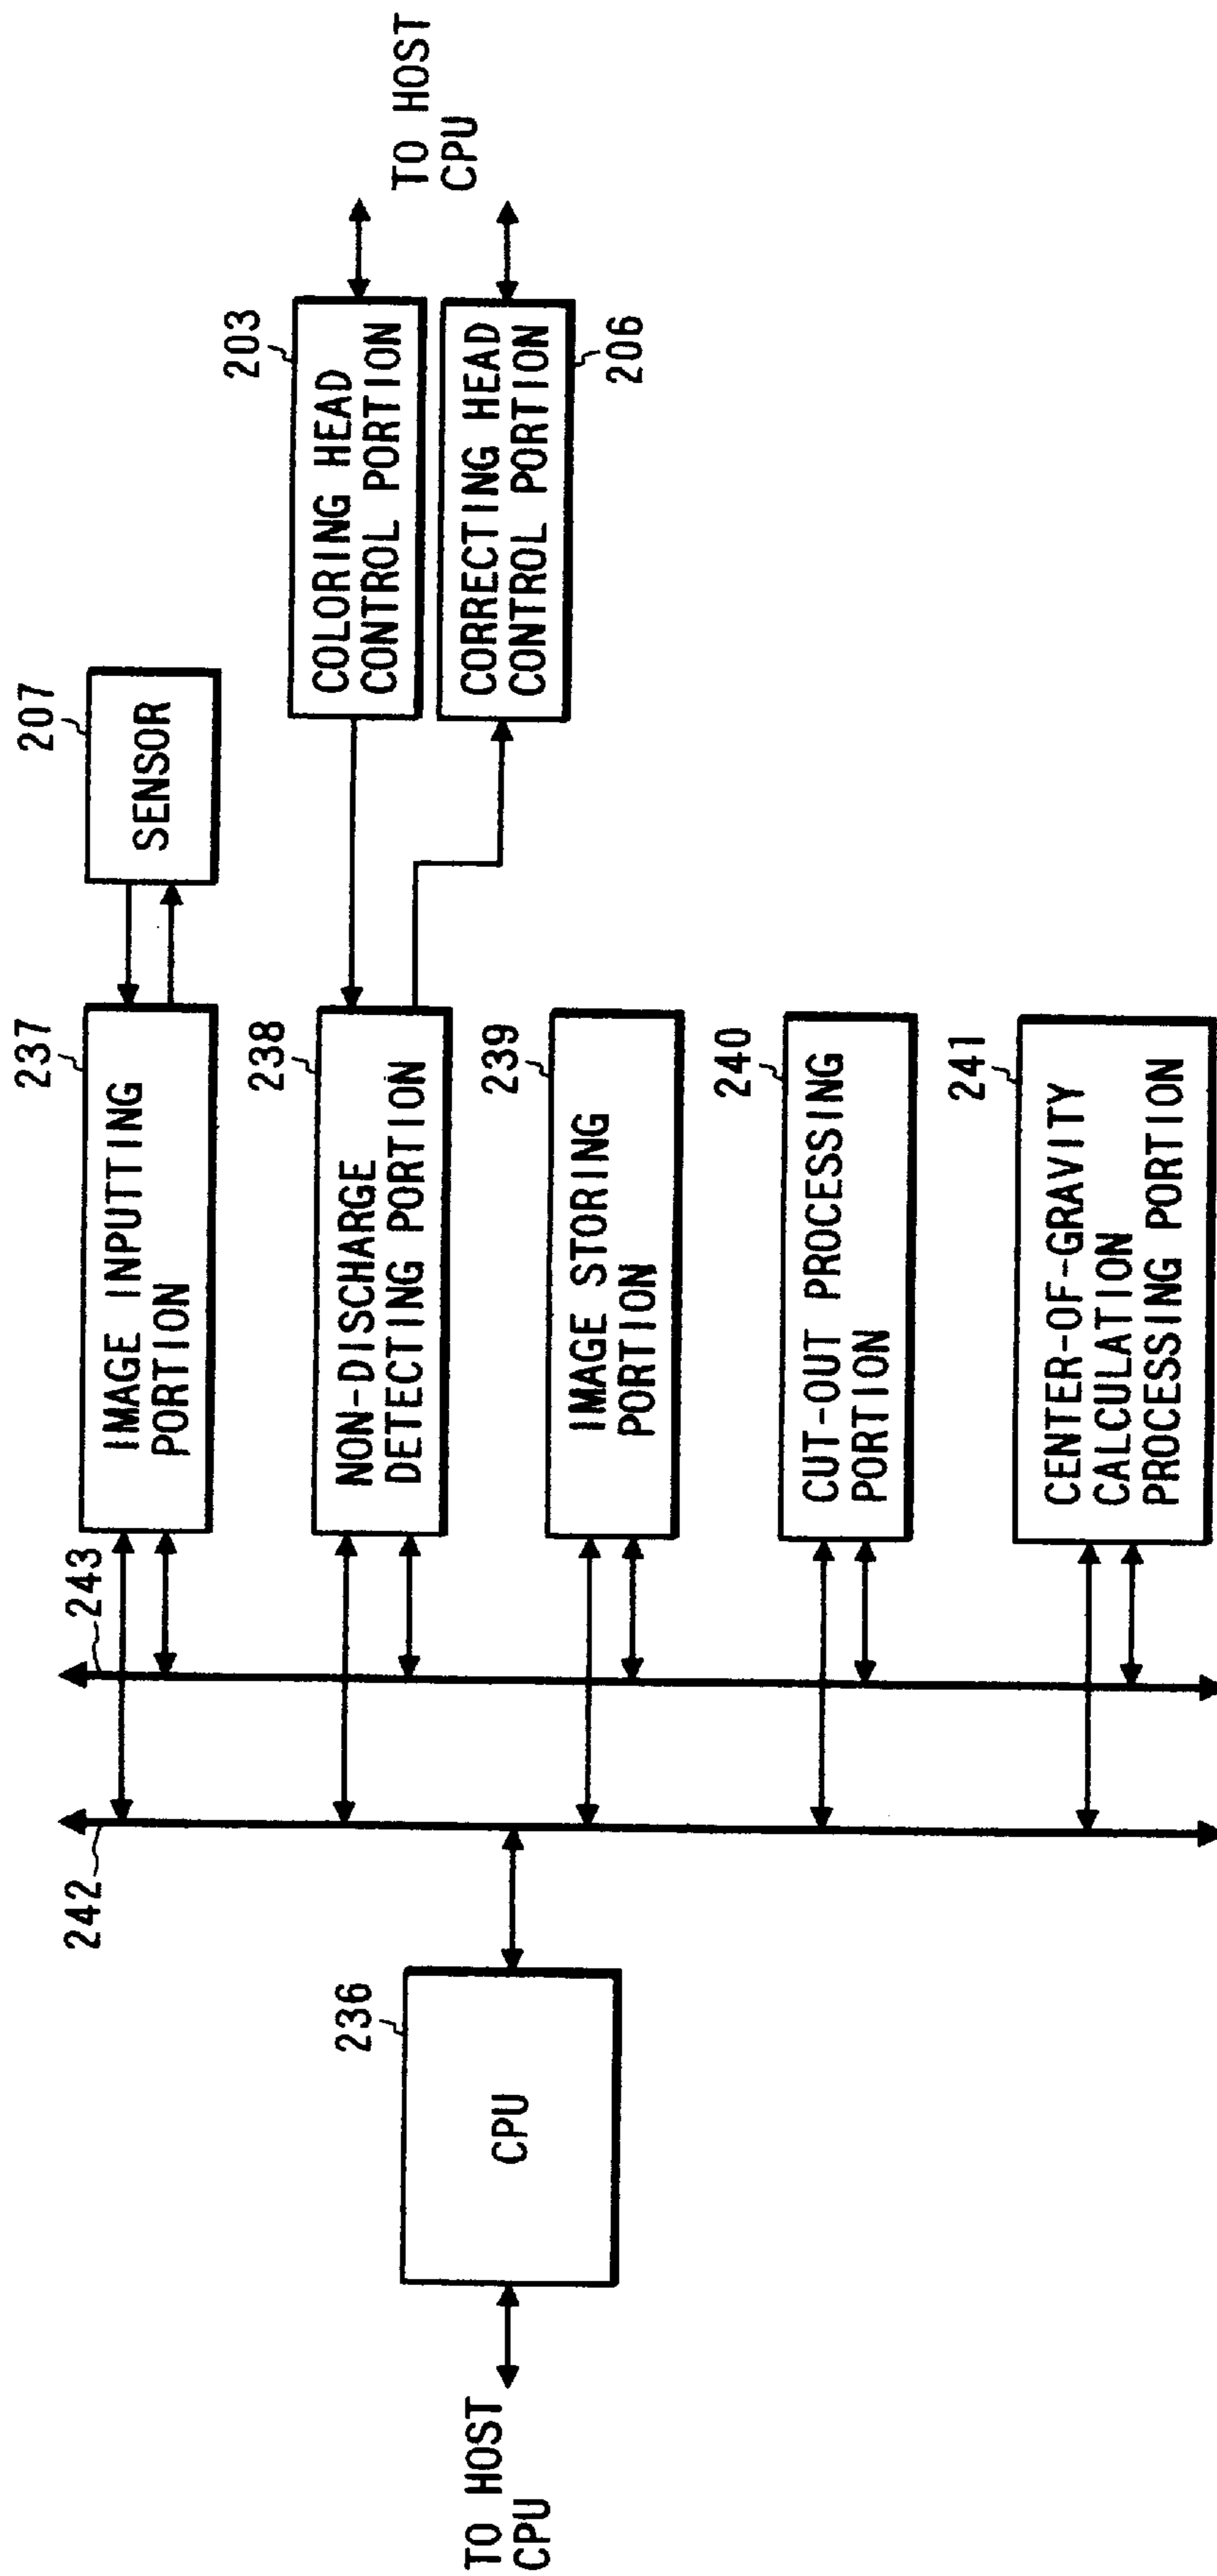 TO HOST
CPU
236
CPU
242
243
237
IMAGE INPUTTING
PORTION
207
SENSOR
238
NON-DISCHARGE
DETECTING PORTION
203
COLORING HEAD
CONTROL PORTION
CORRECTING HEAD
CONTROL PORTION
206
TO HOST
CPU
239
IMAGE STORING
PORTION
240
CUT-OUT PROCESSING
PORTION
241
CENTER-OF-GRAVITY
CALCULATION
PROCESSING PORTION